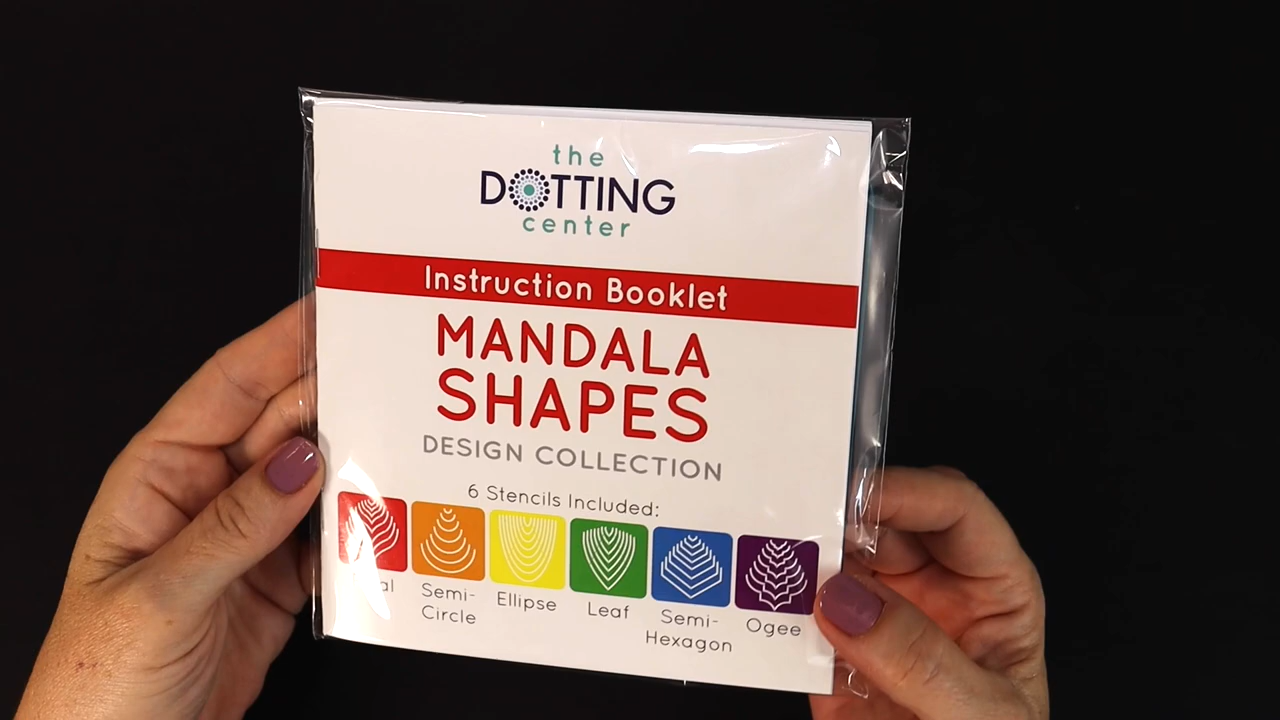 the
DOTTING
center
Instruction Booklet
MANDALA
SHAPES
DESIGN COLLECTION
6 Stencils Included:
Semi-
Circle
Ellipse
Leaf
Semi-
Hexagon
Ogee